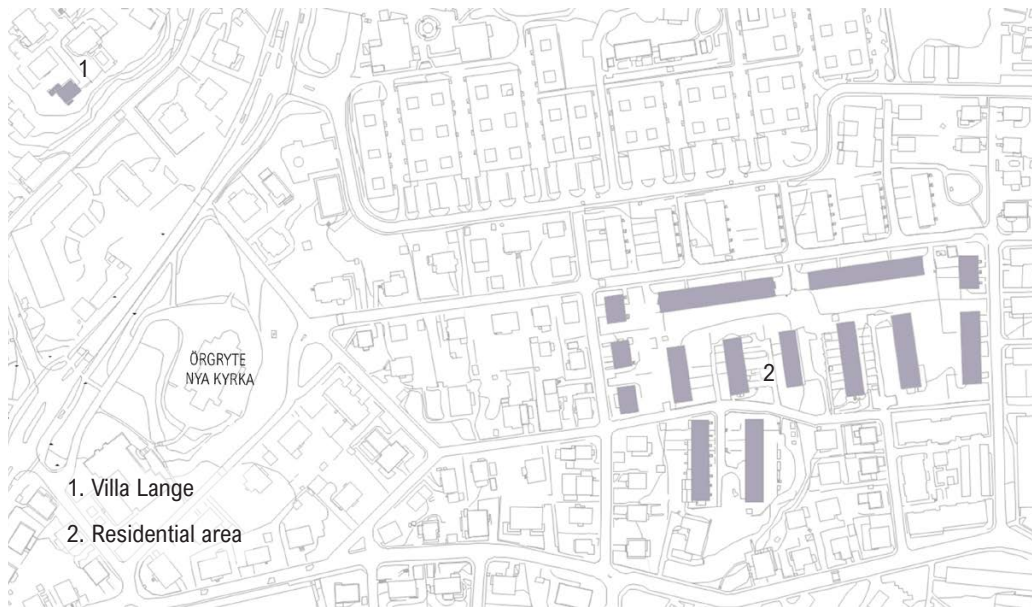 1
2
ÖRGRYTE
NYA KYRKA
1. Villa Lange
2. Residential area